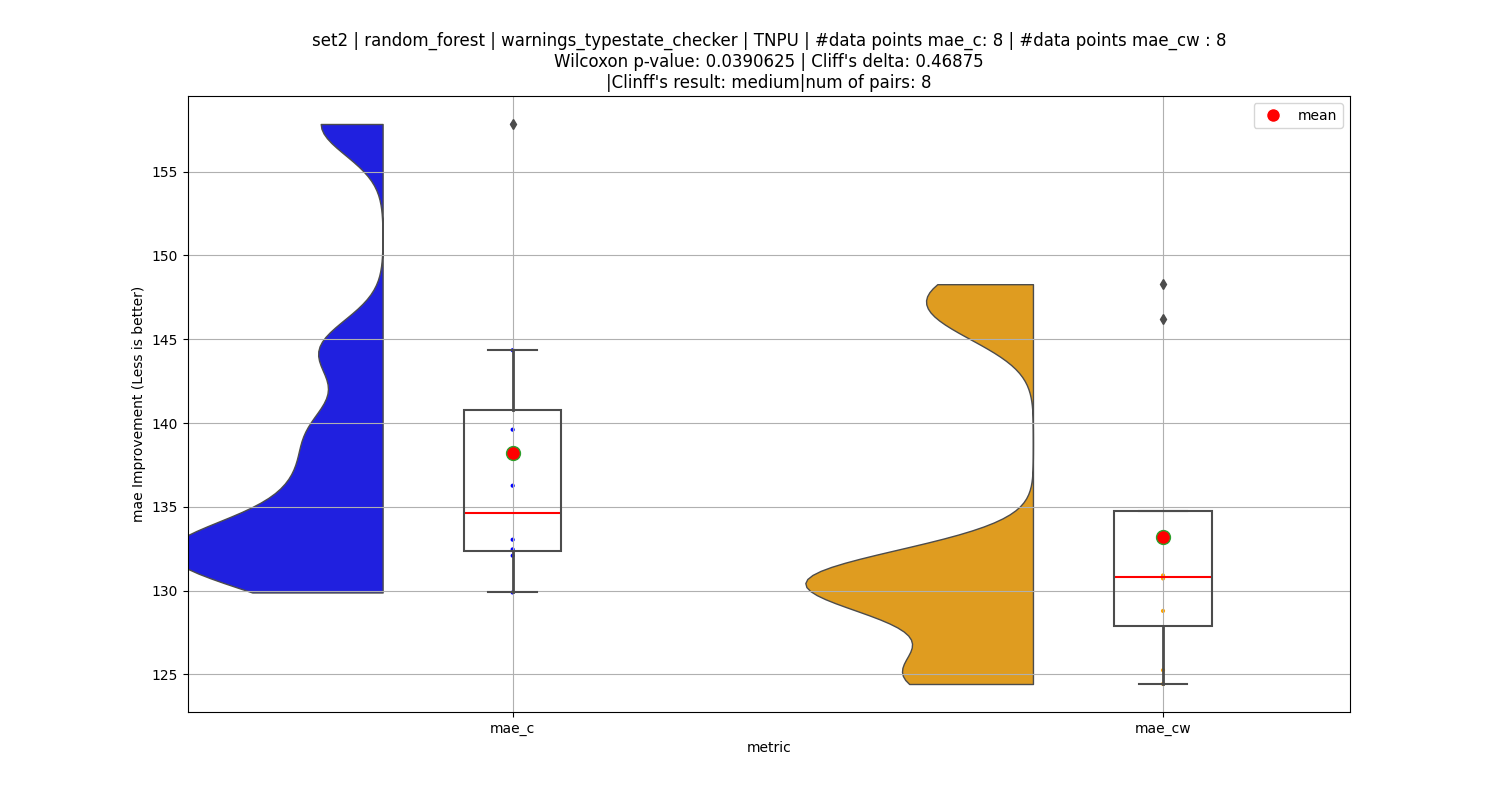 set2 | random_forest | warnings_typestate_checker | TNPU | #data points mae_c: 8 | #data points mae_cw : 8
Wilcoxon p-value: 0.0390625 | Cliff's delta: 0.46875
|Clinff's result: medium|num of pairs: 8
mean
155
150
145
140
135
130
125
mae Improvement (Less is better)
mae_c
mae_cw
metric